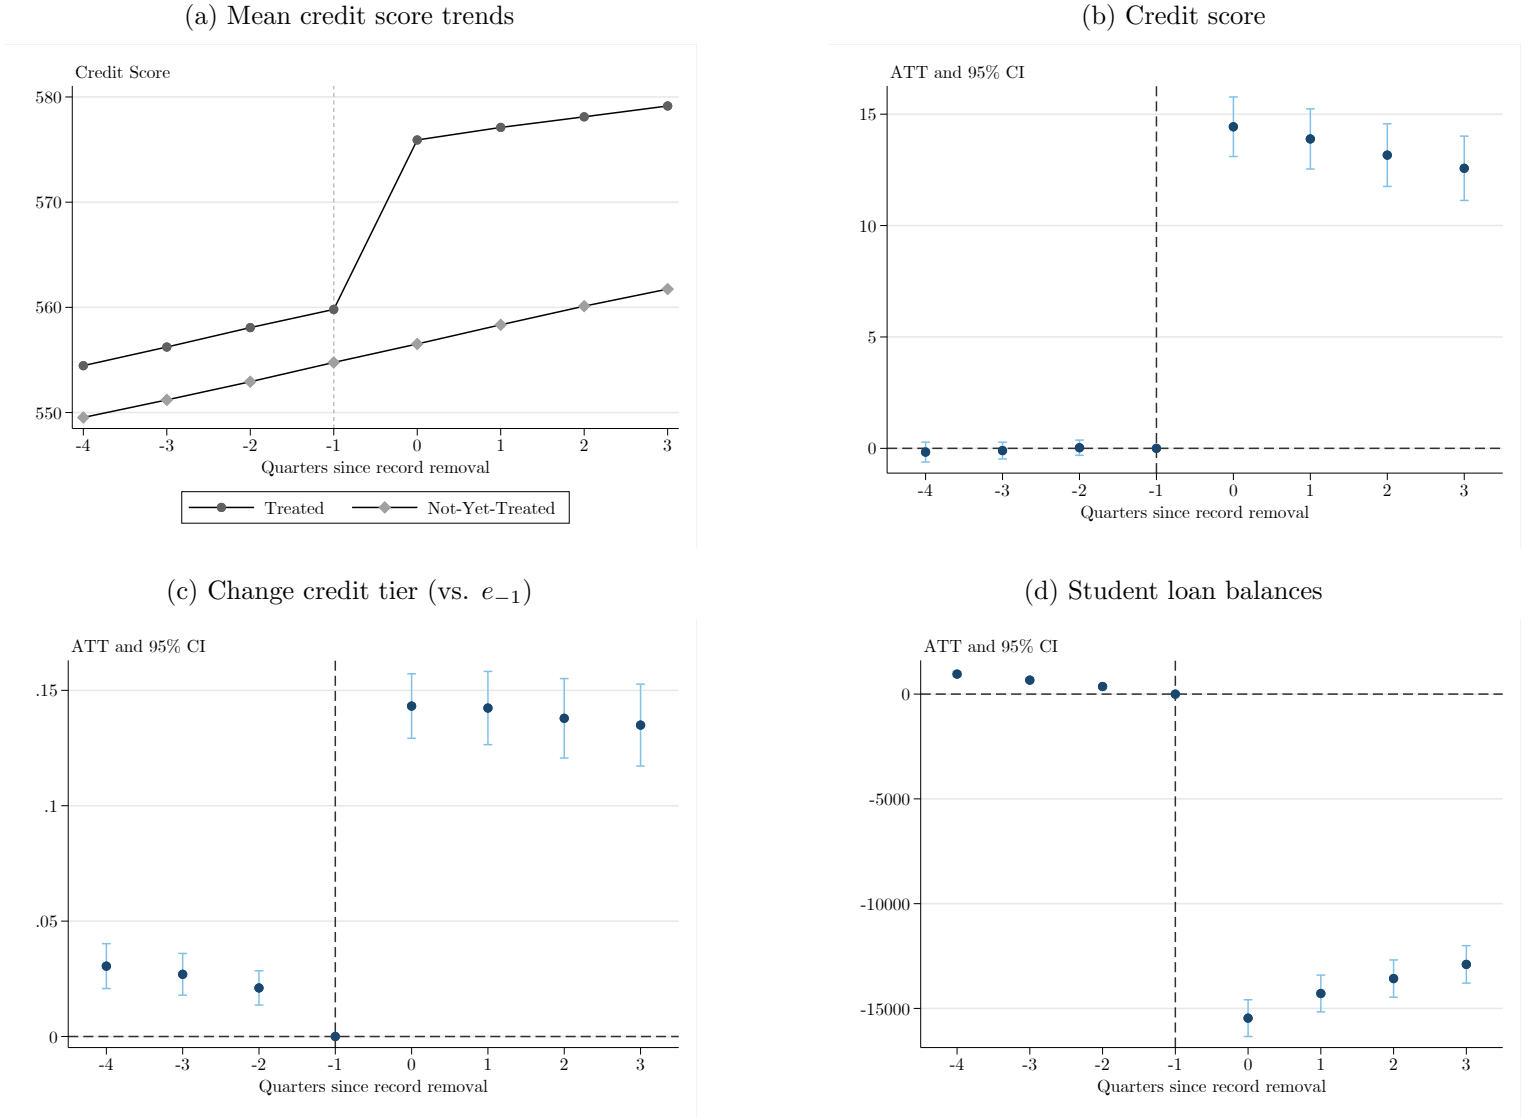 (a) Mean credit score trends
Credit Score
580
570
560
550
-4 -3 -2 -1 0 1 2 3
Quarters since record removal
Treated Not-Yet-Treated
(b) Credit score
ATT and 95% CI
15
10
5
0
-4 -3 -2 -1 0 1 2 3
Quarters since record removal
(c) Change credit tier (vs. e₋₁)
ATT and 95% CI
.15
.1
.05
0
-4 -3 -2 -1 0 1 2 3
Quarters since record removal
(d) Student loan balances
ATT and 95% CI
0
-5000
-10000
-15000
-4 -3 -2 -1 0 1 2 3
Quarters since record removal